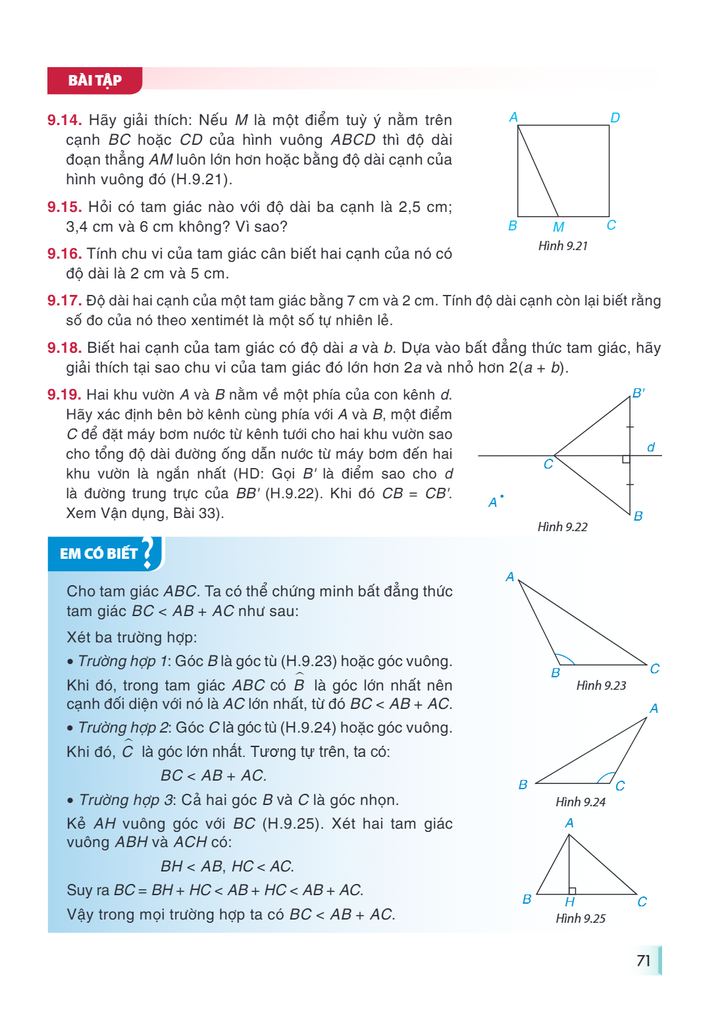 BÀI TẬP
9.14. Hãy giải thích: Nếu M là một điểm tuỳ ý nằm trên
cạnh BC hoặc CD của hình vuông ABCD thì độ dài
đoạn thẳng AM luôn lớn hơn hoặc bằng độ dài cạnh của
hình vuông đó (H.9.21).
A
D
B
M
C
Hình 9.21
9.15. Hỏi có tam giác nào với độ dài ba cạnh là 2,5 cm;
3,4 cm và 6 cm không? Vì sao?
9.16. Tính chu vi của tam giác cân biết hai cạnh của nó có
độ dài là 2 cm và 5 cm.
9.17. Độ dài hai cạnh của một tam giác bằng 7 cm và 2 cm. Tính độ dài cạnh còn lại biết rằng
số đo của nó theo xentimét là một số tự nhiên lẻ.
9.18. Biết hai cạnh của tam giác có độ dài a và b. Dựa vào bất đẳng thức tam giác, hãy
giải thích tại sao chu vi của tam giác đó lớn hơn 2a và nhỏ hơn 2(a + b).
9.19. Hai khu vườn A và B nằm về một phía của con kênh d.
Hãy xác định bên bờ kênh cùng phía với A và B, một điểm
C để đặt máy bơm nước từ kênh tưới cho hai khu vườn sao
cho tổng độ dài đường ống dẫn nước từ máy bơm đến hai
khu vườn là ngắn nhất (HD: Gọi B' là điểm sao cho d
là đường trung trực của BB' (H.9.22). Khi đó CB = CB'.
Xem Vận dụng, Bài 33).
B'
d
C
A
B
Hình 9.22
EM CÓ BIẾT?
Cho tam giác ABC. Ta có thể chứng minh bất đẳng thức
tam giác BC < AB + AC như sau:
Xét ba trường hợp:
• Trường hợp 1: Góc B là góc tù (H.9.23) hoặc góc vuông.
Khi đó, trong tam giác ABC có B̂ là góc lớn nhất nên
cạnh đối diện với nó là AC lớn nhất, từ đó BC < AB + AC.
• Trường hợp 2: Góc C là góc tù (H.9.24) hoặc góc vuông.
Khi đó, Ĉ là góc lớn nhất. Tương tự trên, ta có:
BC < AB + AC.
• Trường hợp 3: Cả hai góc B và C là góc nhọn.
Kẻ AH vuông góc với BC (H.9.25). Xét hai tam giác
vuông ABH và ACH có:
BH < AB, HC < AC.
Suy ra BC = BH + HC < AB + HC < AB + AC.
Vậy trong mọi trường hợp ta có BC < AB + AC.
A
B
C
Hình 9.23
A
B
C
Hình 9.24
A
B
H
C
Hình 9.25
71